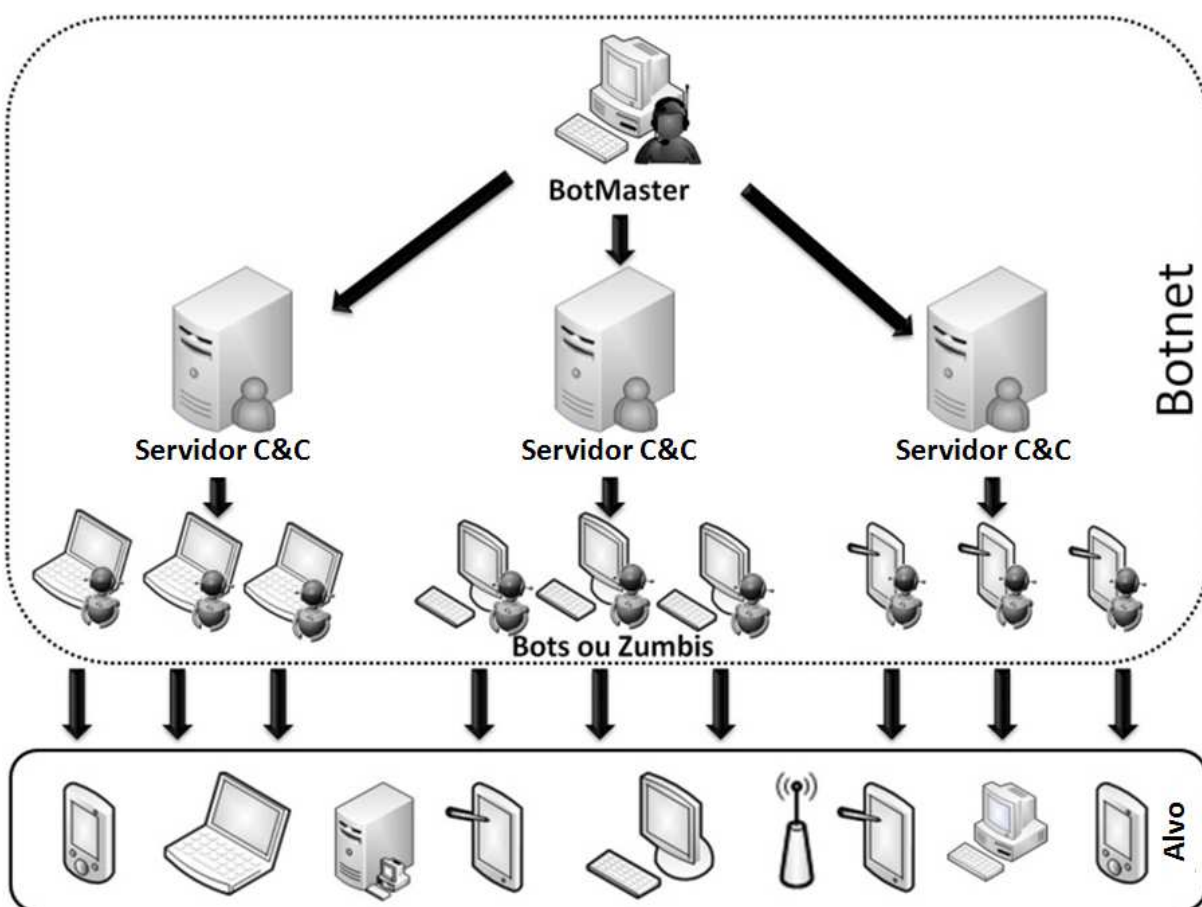 BotMaster
Botnet
Servidor C&C
Servidor C&C
Servidor C&C
Bots ou Zumbis
Alvo